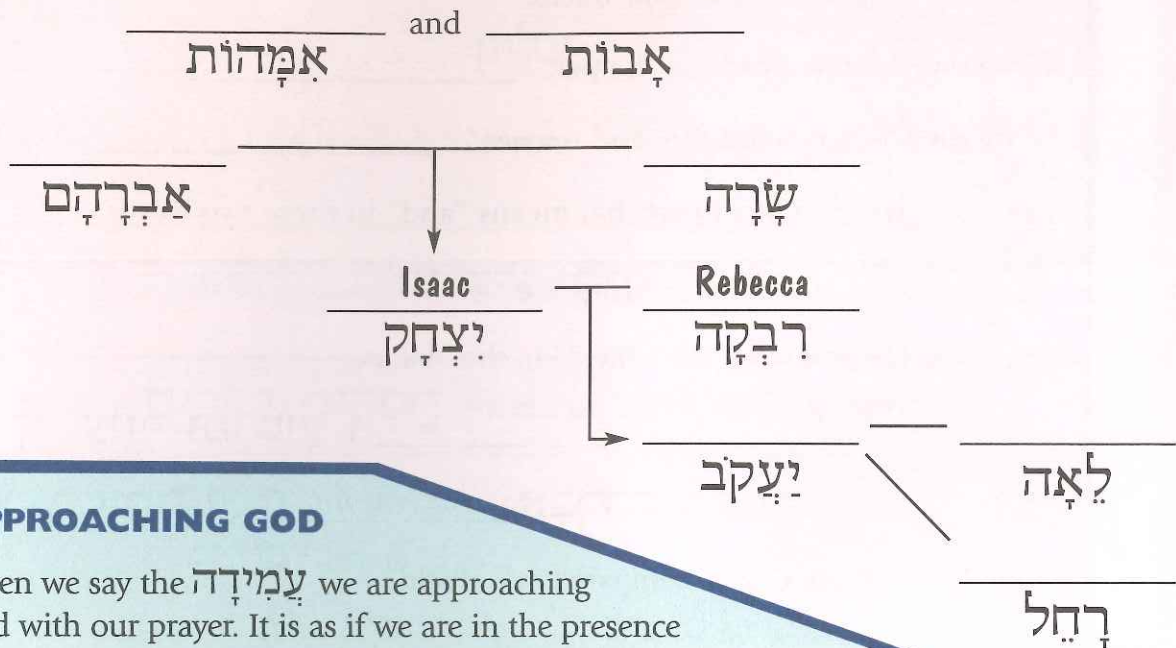 and
אִמָּהוֹת אָבוֹת
אַבְרָהָם שָׂרָה
Isaac Rebecca
יִצְחָק רִבְקָה
יַעֲקֹב לֵאָה
רָחֵל
PPROACHING GOD
en we say the עֲמִידָה we are approaching
d with our prayer. It is as if we are in the presence